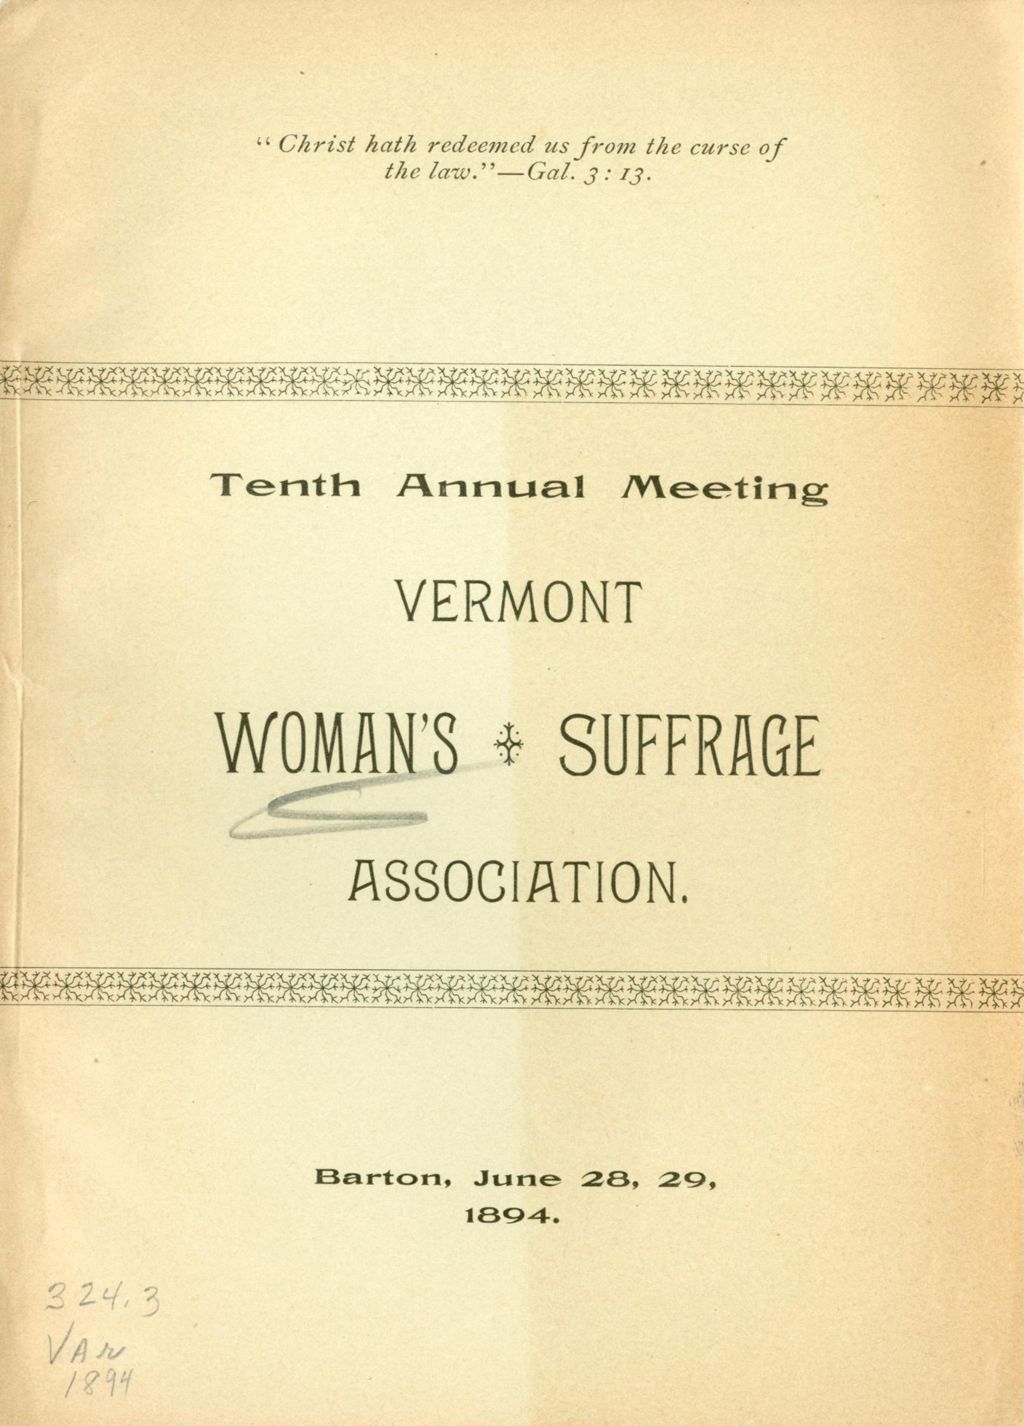 “ Christ hath redeemed us from the curse of
the law.”—Gal. 3 : 13.
Tenth Annual Meeting
VERMONT
WOMAN'S SUFFRAGE
ASSOCIATION.
Barton, June 28, 29,
1894.
324.3
VAr
1894